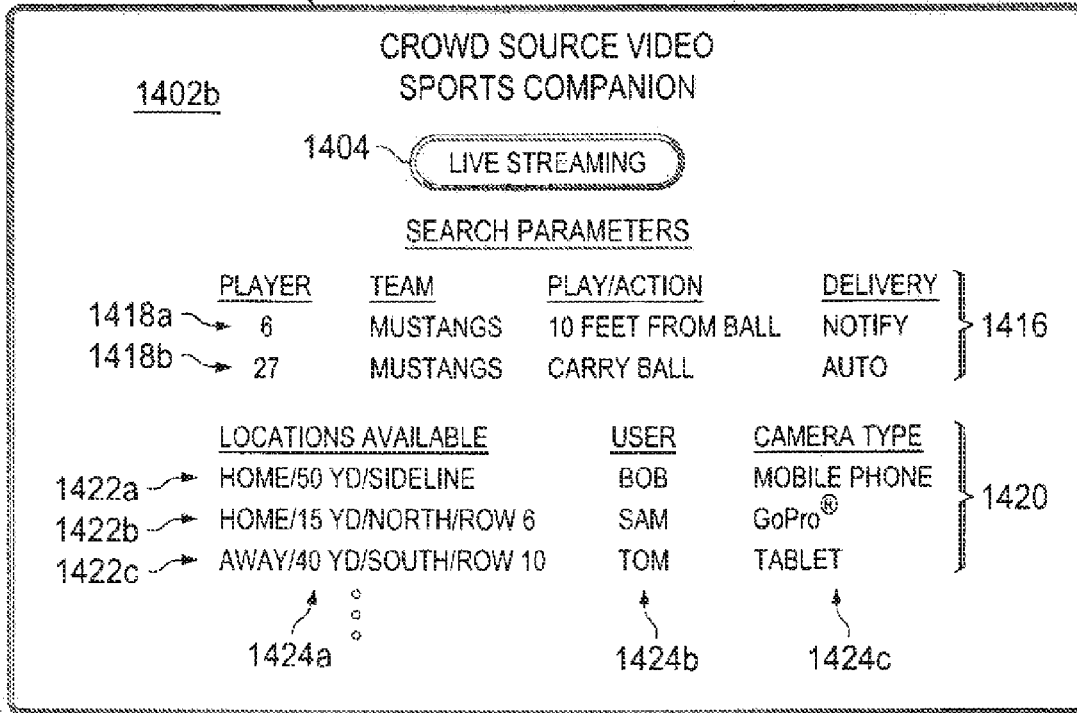 CROWD SOURCE VIDEO
SPORTS COMPANION
1402b
1404
LIVE STREAMING
SEARCH PARAMETERS
PLAYER TEAM PLAY/ACTION DELIVERY
1418a 6 MUSTANGS 10 FEET FROM BALL NOTIFY 1416
1418b 27 MUSTANGS CARRY BALL AUTO
LOCATIONS AVAILABLE USER CAMERA TYPE
1422a HOME/50 YD/SIDELINE BOB MOBILE PHONE 1420
1422b HOME/15 YD/NORTH/ROW 6 SAM GoPro®
1422c AWAY/40 YD/SOUTH/ROW 10 TOM TABLET
1424a 1424b 1424c